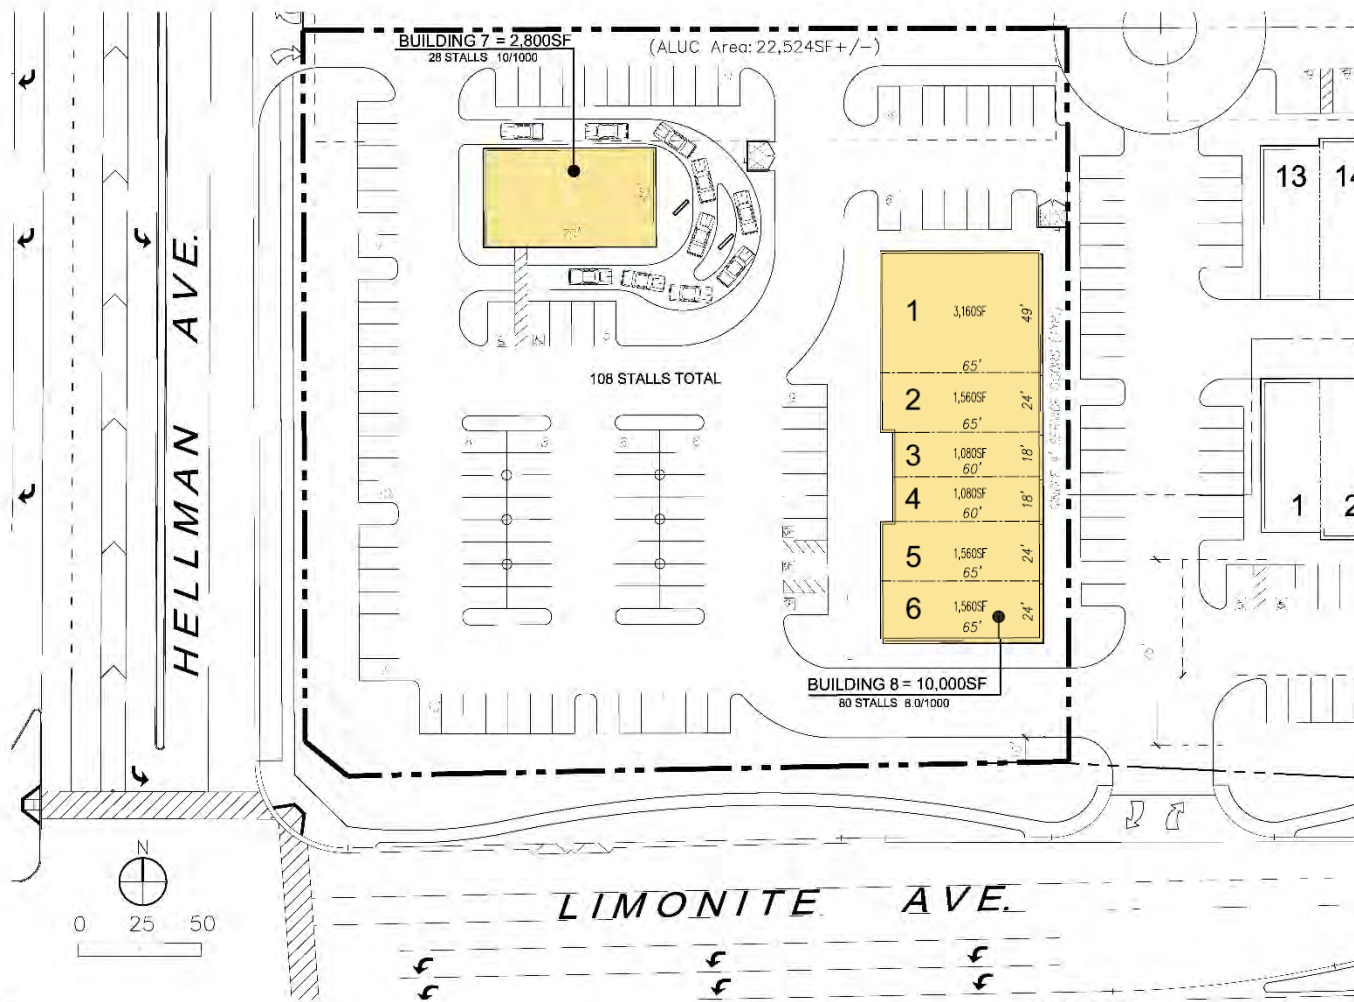 BUILDING 7 = 2,800SF
28 STALLS 10/1000
(ALUC Area: 22,524SF+/-)
13
14
HELLMAN AVE.
1
3,160SF
49'
65'
108 STALLS TOTAL
2
1,560SF
24'
65'
3
1,080SF
18'
60'
4
1,080SF
18'
60'
5
1,560SF
24'
65'
6
1,560SF
24'
65'
1
2
BUILDING 8 = 10,000SF
80 STALLS 8.0/1000
N
0 25 50
LIMONITE AVE.